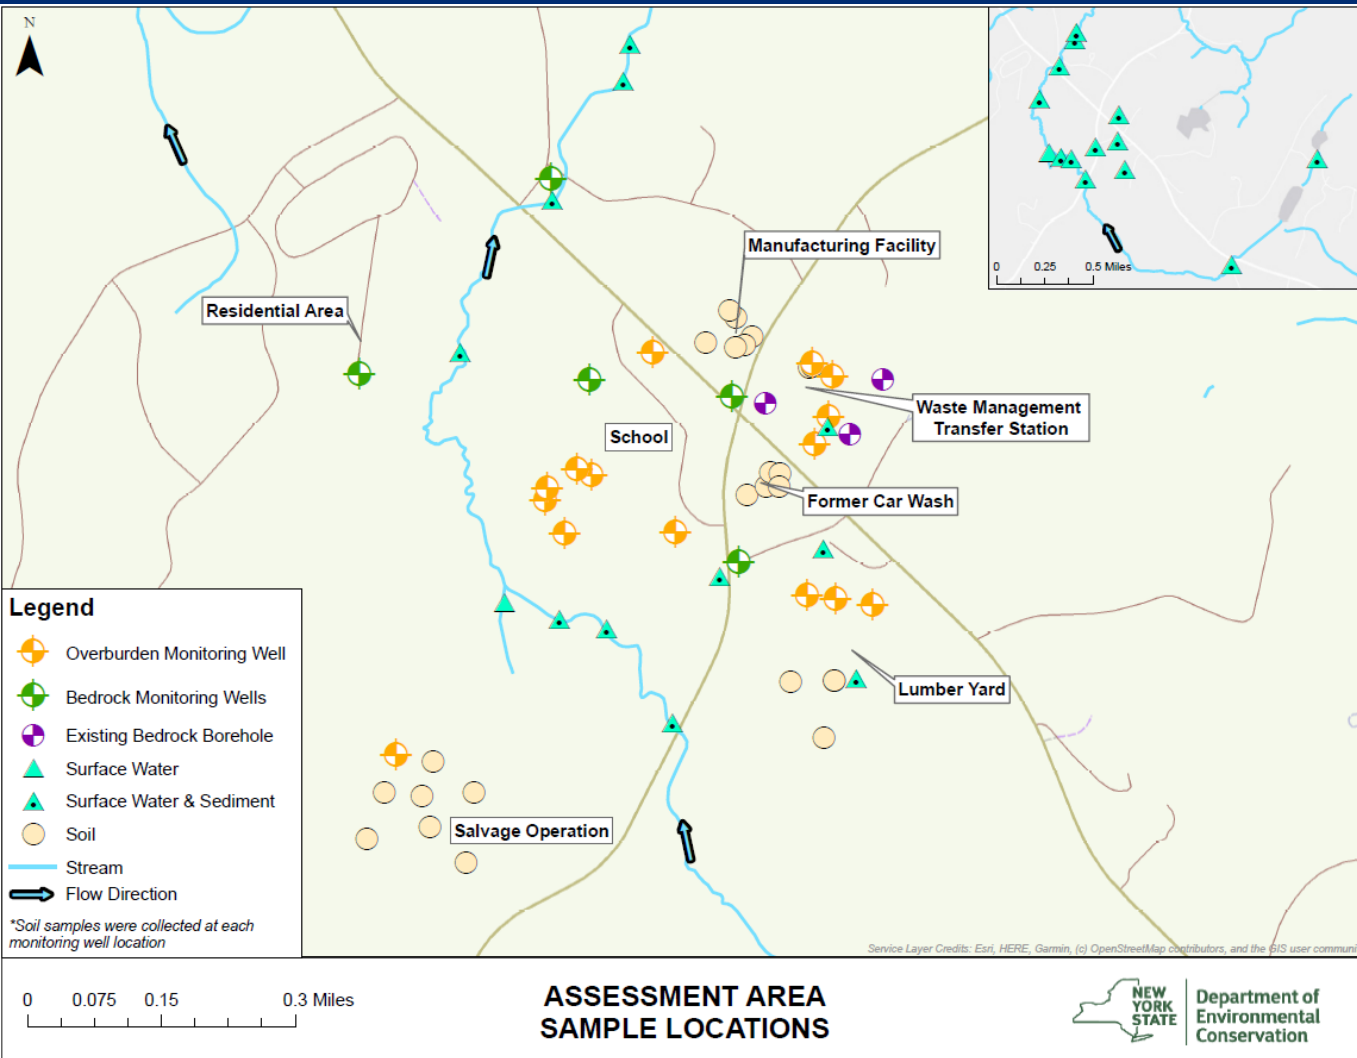 N
0 0.25 0.5 Miles
Manufacturing Facility
Residential Area
Waste Management
Transfer Station
School
Former Car Wash
Lumber Yard
Salvage Operation
Legend
Overburden Monitoring Well
Bedrock Monitoring Wells
Existing Bedrock Borehole
Surface Water
Surface Water & Sediment
Soil
Stream
Flow Direction
*Soil samples were collected at each
monitoring well location
Service Layer Credits: Esri, HERE, Garmin, (c) OpenStreetMap contributors, and the GIS user communi
0 0.075 0.15 0.3 Miles
ASSESSMENT AREA
SAMPLE LOCATIONS
NEW
YORK
STATE
Department of
Environmental
Conservation